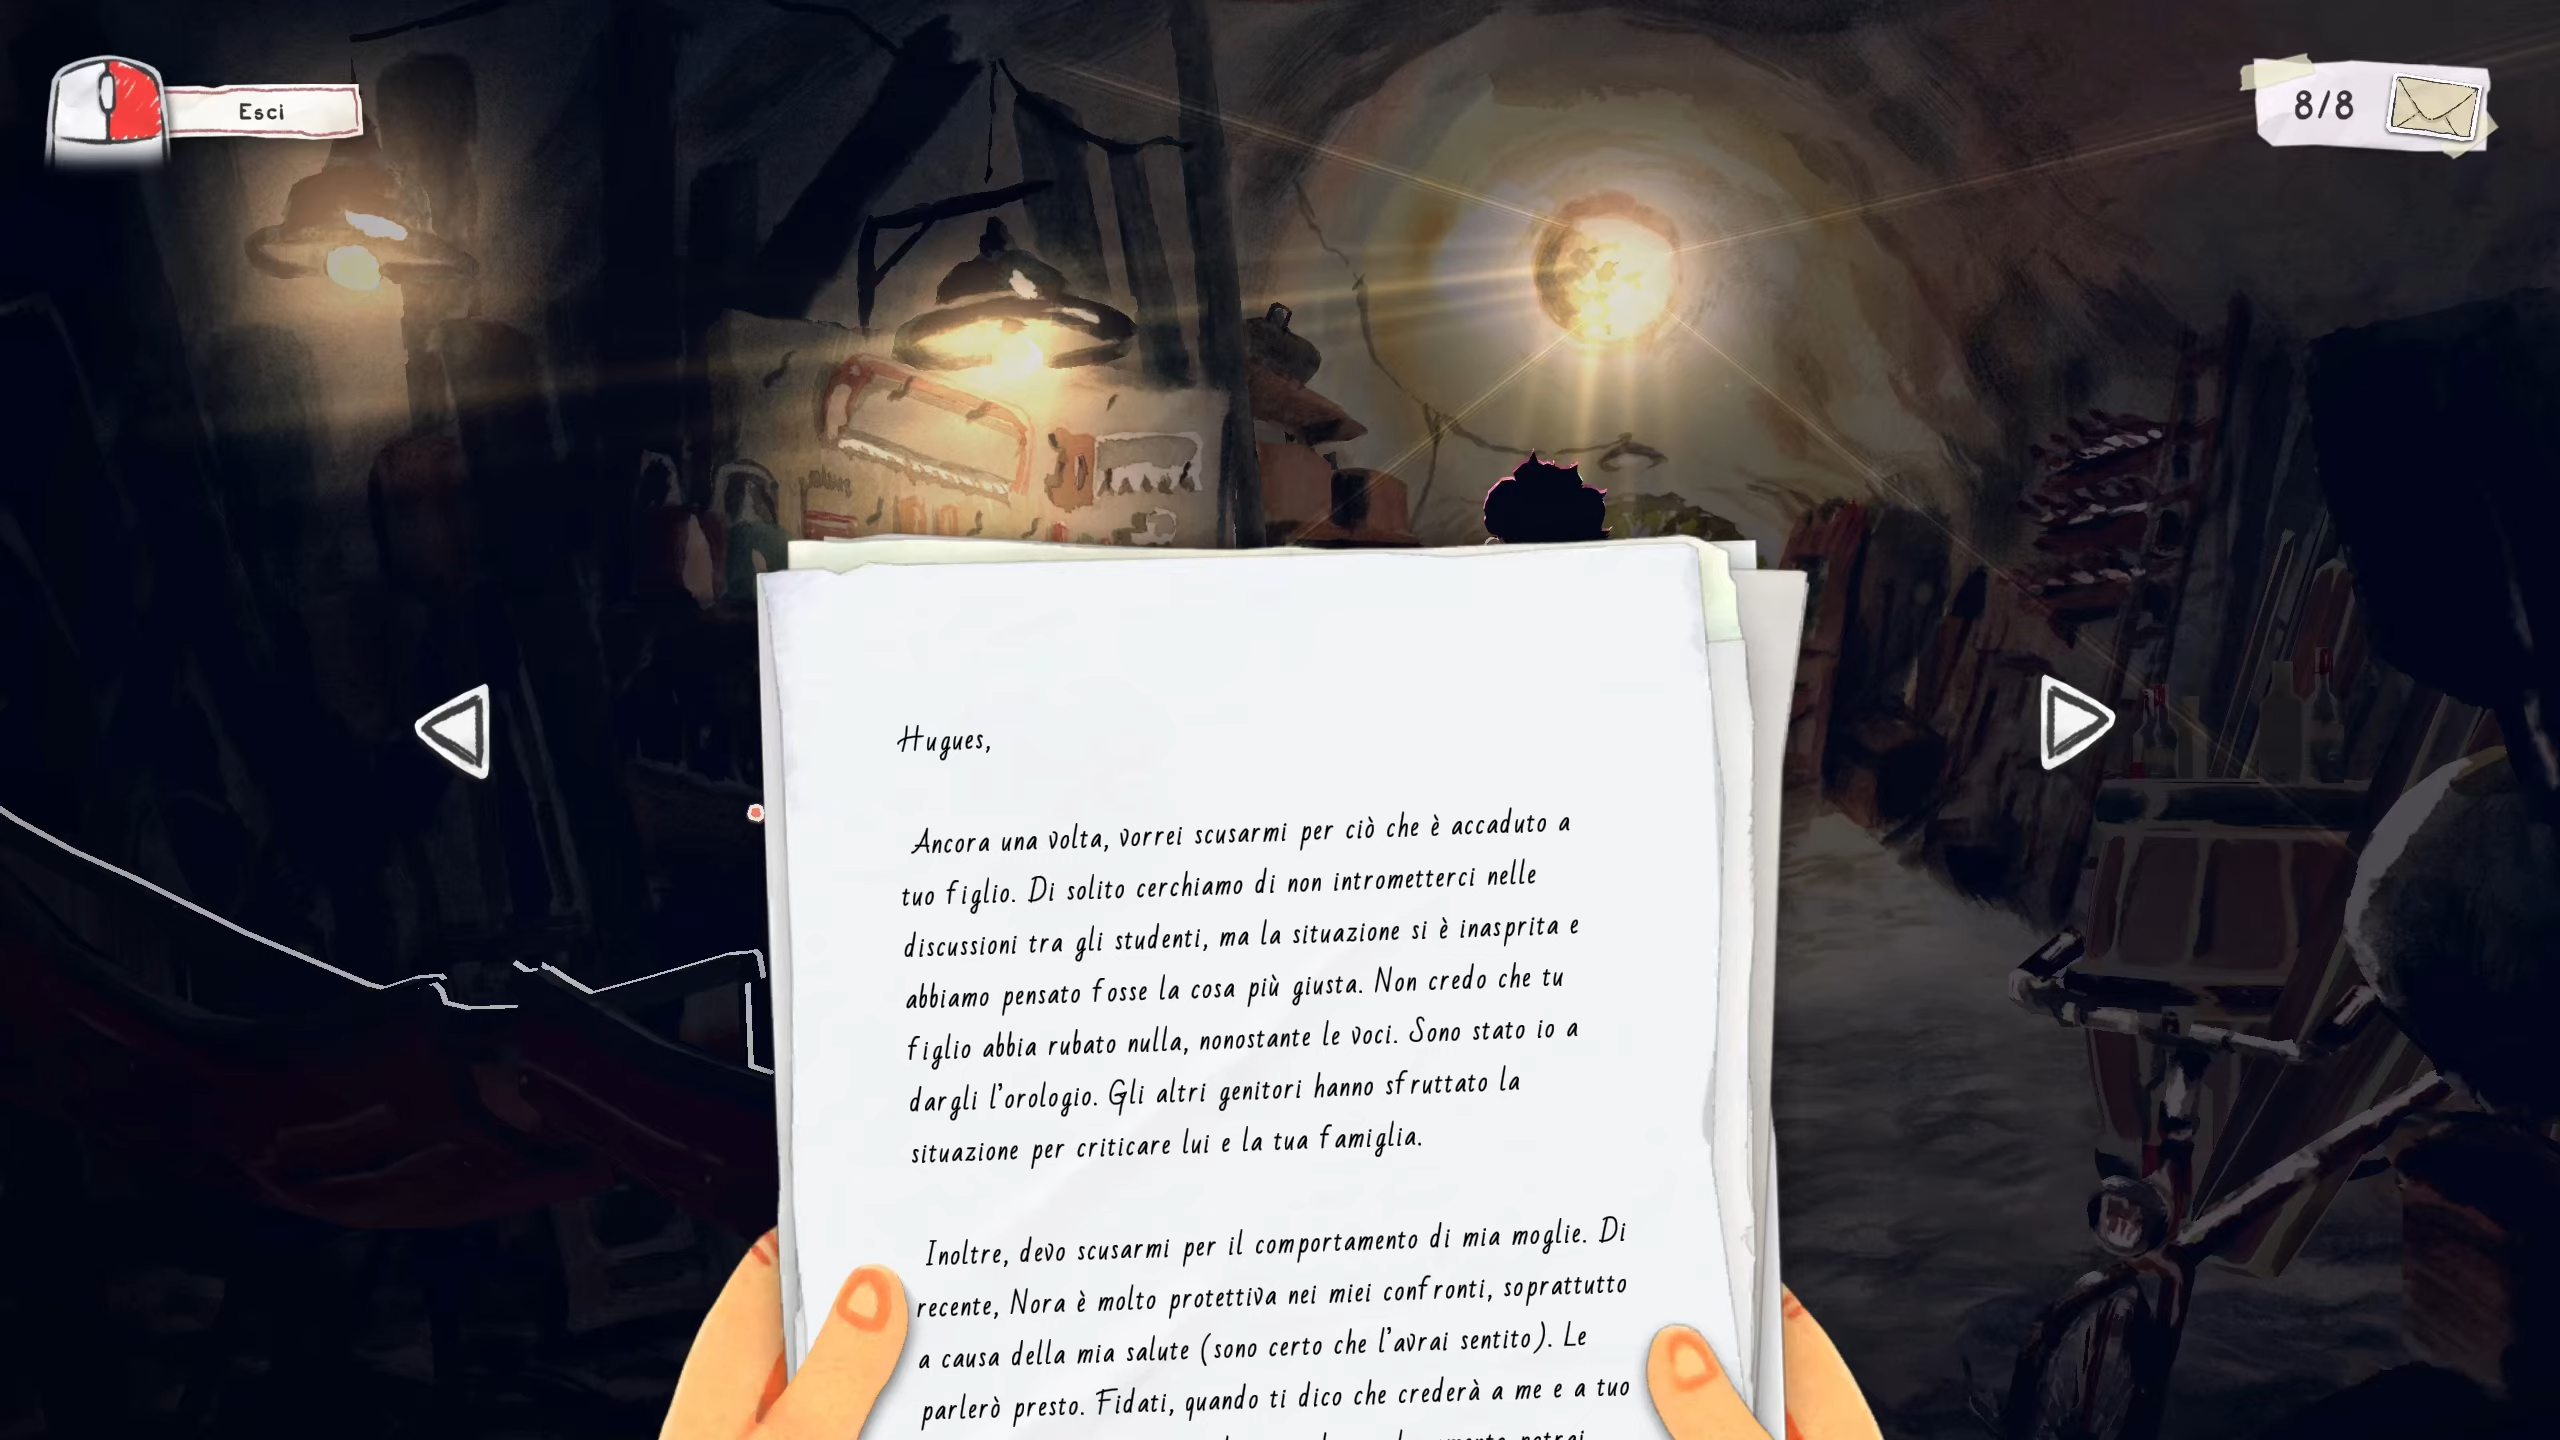 Esci
8/8
Hugues,
Ancora una volta, vorrei scusarmi per ciò che è accaduto a
tuo figlio. Di solito cerchiamo di non intrometterci nelle
discussioni tra gli studenti, ma la situazione si è inasprita e
abbiamo pensato fosse la cosa più giusta. Non credo che tu
figlio abbia rubato nulla, nonostante le voci. Sono stato io a
dargli l'orologio. Gli altri genitori hanno sfruttato la
situazione per criticare lui e la tua famiglia.
Inoltre, devo scusarmi per il comportamento di mia moglie. Di
recente, Nora è molto protettiva nei miei confronti, soprattutto
a causa della mia salute (sono certo che l'avrai sentito). Le
parlerò presto. Fidati, quando ti dico che crederà a me e a tuo